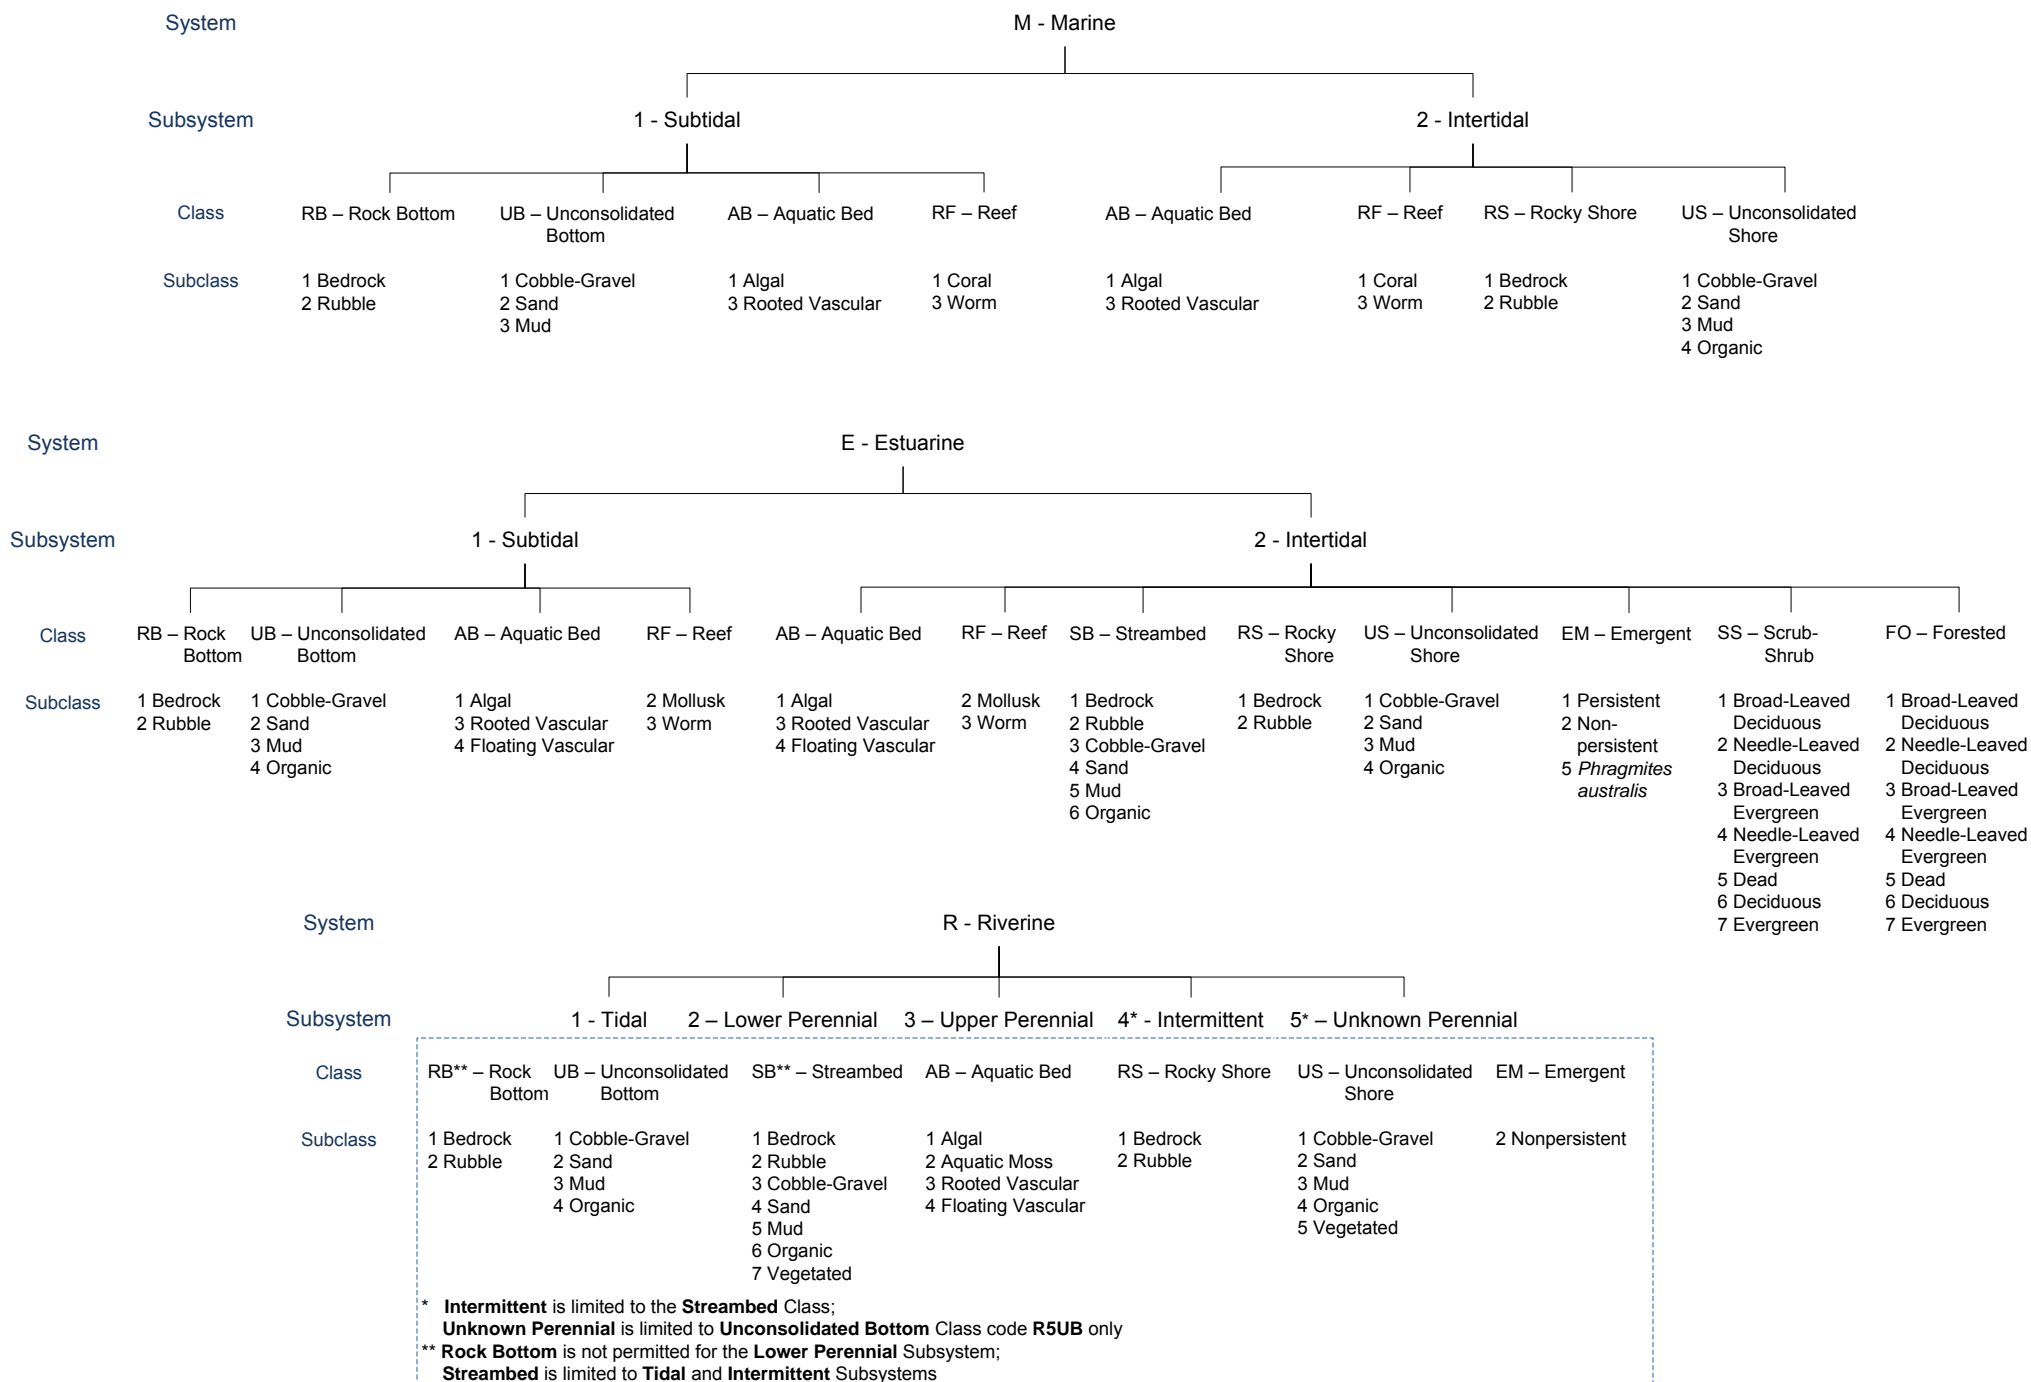 System
M - Marine
Subsystem
1 - Subtidal
2 - Intertidal
Class
RB – Rock Bottom
UB – Unconsolidated
Bottom
AB – Aquatic Bed
RF – Reef
AB – Aquatic Bed
RF – Reef
RS – Rocky Shore
US – Unconsolidated
Shore
Subclass
1 Bedrock
2 Rubble
1 Cobble-Gravel
2 Sand
3 Mud
1 Algal
3 Rooted Vascular
1 Coral
3 Worm
1 Algal
3 Rooted Vascular
1 Coral
3 Worm
1 Bedrock
2 Rubble
1 Cobble-Gravel
2 Sand
3 Mud
4 Organic
System
E - Estuarine
Subsystem
1 - Subtidal
2 - Intertidal
Class
RB – Rock
Bottom
UB – Unconsolidated
Bottom
AB – Aquatic Bed
RF – Reef
AB – Aquatic Bed
RF – Reef
SB – Streambed
RS – Rocky
Shore
US – Unconsolidated
Shore
EM – Emergent
SS – Scrub-
Shrub
FO – Forested
Subclass
1 Bedrock
2 Rubble
1 Cobble-Gravel
2 Sand
3 Mud
4 Organic
1 Algal
3 Rooted Vascular
4 Floating Vascular
2 Mollusk
3 Worm
1 Algal
3 Rooted Vascular
4 Floating Vascular
2 Mollusk
3 Worm
1 Bedrock
2 Rubble
3 Cobble-Gravel
4 Sand
5 Mud
6 Organic
1 Bedrock
2 Rubble
1 Cobble-Gravel
2 Sand
3 Mud
4 Organic
1 Persistent
2 Non-
persistent
5 Phragmites
australis
1 Broad-Leaved
Deciduous
2 Needle-Leaved
Deciduous
3 Broad-Leaved
Evergreen
4 Needle-Leaved
Evergreen
5 Dead
6 Deciduous
7 Evergreen
1 Broad-Leaved
Deciduous
2 Needle-Leaved
Deciduous
3 Broad-Leaved
Evergreen
4 Needle-Leaved
Evergreen
5 Dead
6 Deciduous
7 Evergreen
System
R - Riverine
Subsystem
1 - Tidal
2 – Lower Perennial
3 – Upper Perennial
4* - Intermittent
5* – Unknown Perennial
Class
RB** – Rock
Bottom
UB – Unconsolidated
Bottom
SB** – Streambed
AB – Aquatic Bed
RS – Rocky Shore
US – Unconsolidated
Shore
EM – Emergent
Subclass
1 Bedrock
2 Rubble
1 Cobble-Gravel
2 Sand
3 Mud
4 Organic
1 Bedrock
2 Rubble
3 Cobble-Gravel
4 Sand
5 Mud
6 Organic
7 Vegetated
1 Algal
2 Aquatic Moss
3 Rooted Vascular
4 Floating Vascular
1 Bedrock
2 Rubble
1 Cobble-Gravel
2 Sand
3 Mud
4 Organic
5 Vegetated
2 Nonpersistent
* Intermittent is limited to the Streambed Class;
Unknown Perennial is limited to Unconsolidated Bottom Class code R5UB only
** Rock Bottom is not permitted for the Lower Perennial Subsystem;
Streambed is limited to Tidal and Intermittent Subsystems